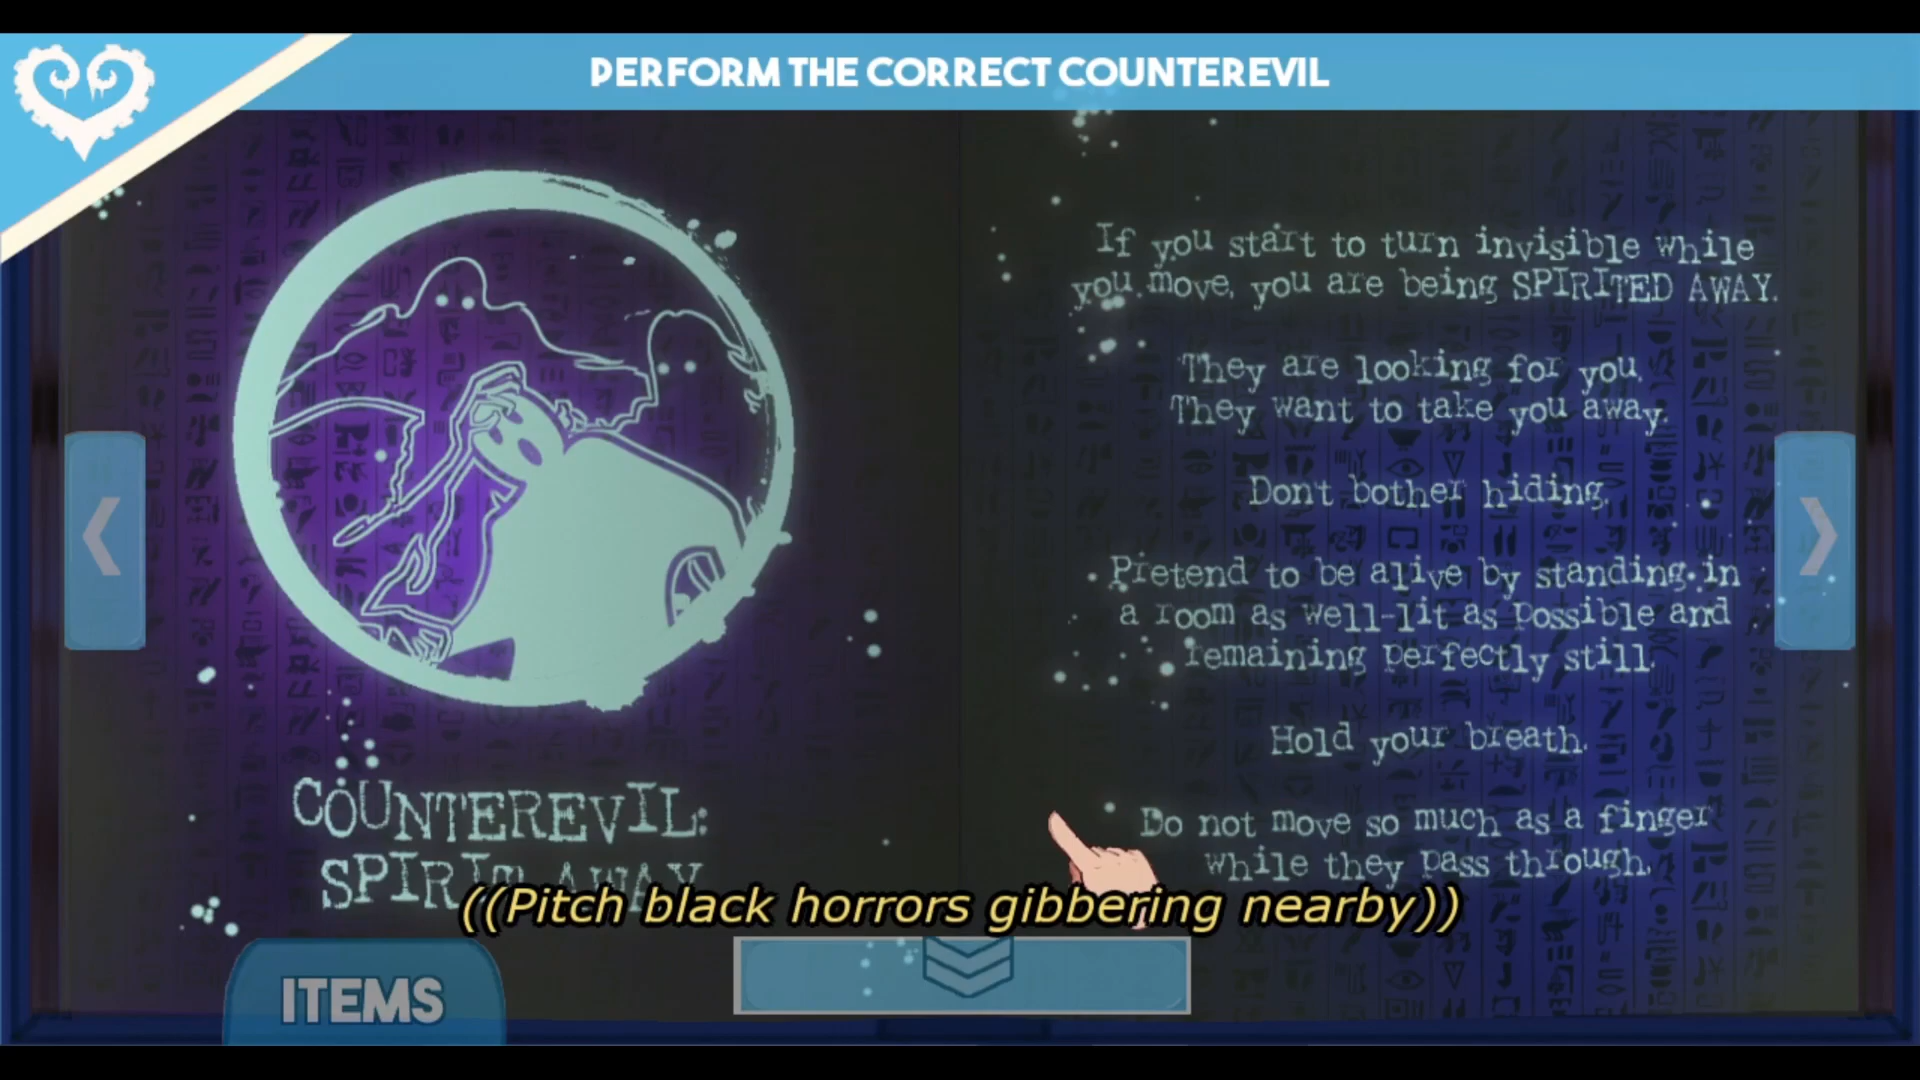 PERFORM THE CORRECT COUNTEREVIL
If you start to turn invisible while
you move, you are being SPIRITED AWAY.
They are looking for you.
They want to take you away.
Don't bother hiding.
Pretend to be alive by standing in
a room as well-lit as possible and
remaining perfectly still.
Hold your breath.
Do not move so much as a finger
while they pass through.
COUNTEREVIL:
SPIRIT AWAY
((Pitch black horrors gibbering nearby))
ITEMS